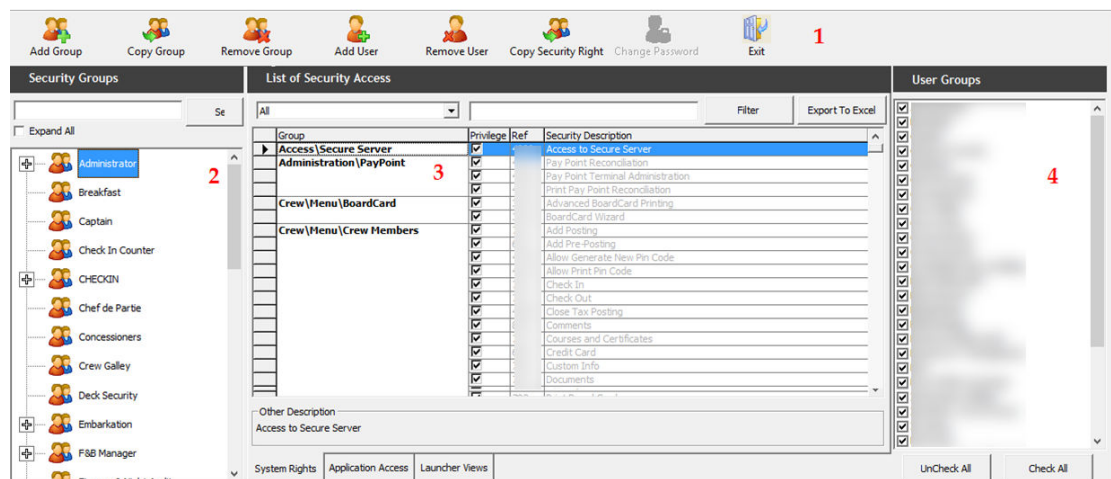 Add Group Copy Group Remove Group Add User Remove User Copy Security Right Change Password Exit 1
Security Groups
Se
Expand All
Administrator
2
Breakfast
Captain
Check In Counter
CHECKIN
Chef de Partie
Concessioners
Crew Galley
Deck Security
Embarkation
F&B Manager
List of Security Access
All Filter Export To Excel
Group Privilege Ref Security Description
Access\Secure Server Access to Secure Server
Administration\PayPoint Pay Point Reconciliation
3
Pay Point Terminal Administration
Print Pay Point Reconciliation
Crew\Menu\BoardCard Advanced BoardCard Printing
BoardCard Wizard
Crew\Menu\Crew Members Add Posting
Add Pre-Posting
Allow Generate New Pin Code
Allow Print Pin Code
Check In
Check Out
Close Tax Posting
Comments
Courses and Certificates
Credit Card
Custom Info
Documents
Other Description
Access to Secure Server
System Rights Application Access Launcher Views
User Groups
4
UnCheck All Check All